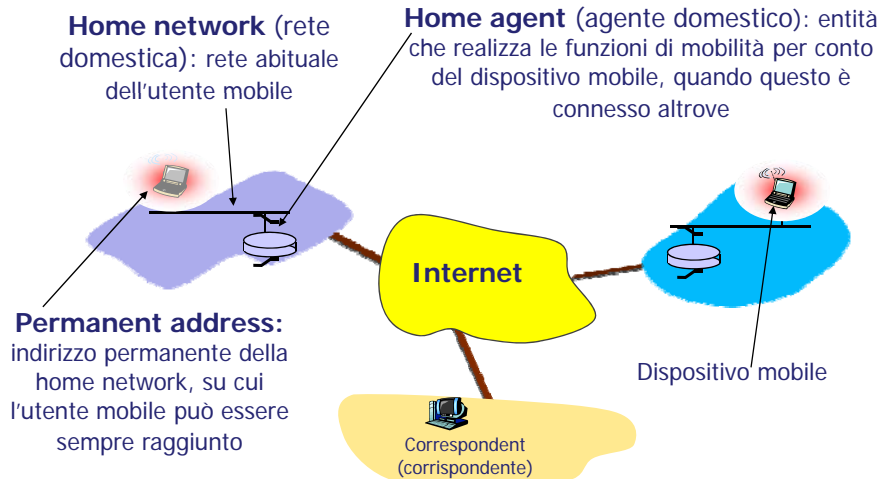 Home network (rete
domestica): rete abituale
dell'utente mobile
Home agent (agente domestico): entità
che realizza le funzioni di mobilità per conto
del dispositivo mobile, quando questo è
connesso altrove
Internet
Permanent address:
indirizzo permanente della
home network, su cui
l'utente mobile può essere
sempre raggiunto
Dispositivo mobile
Correspondent
(corrispondente)